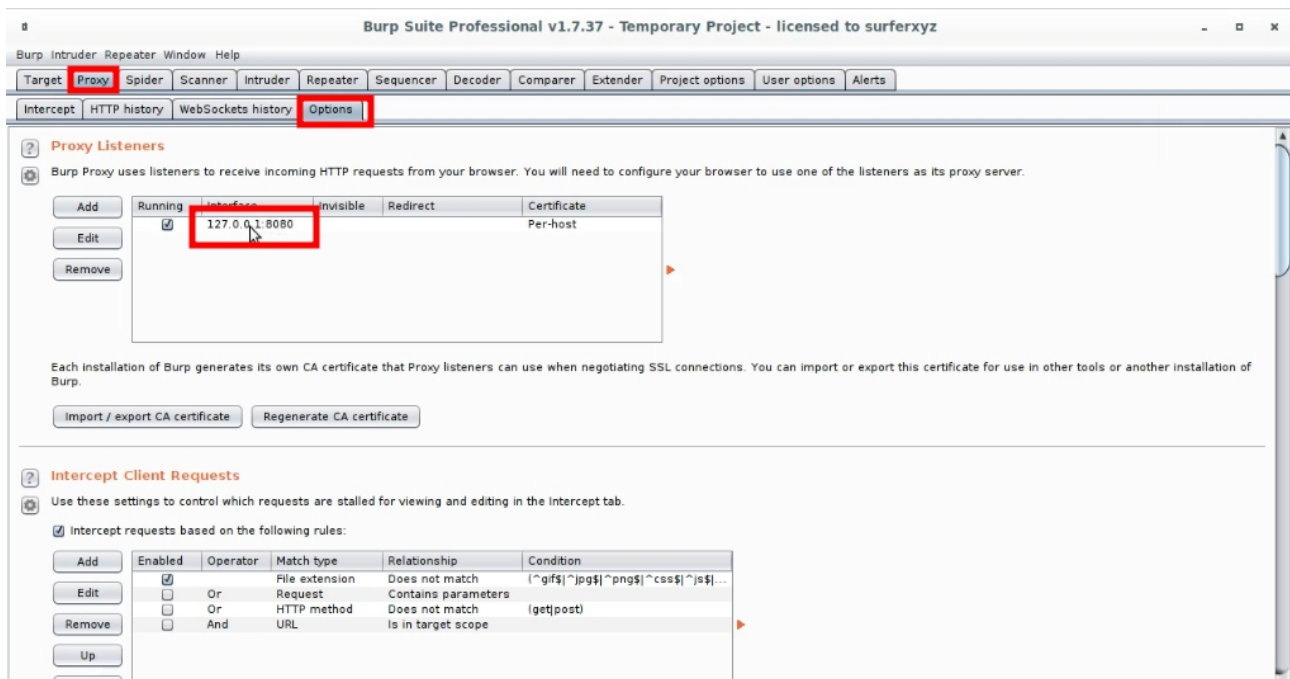 Burp Suite Professional v1.7.37 - Temporary Project - licensed to surferxyz
Burp Intruder Repeater Window Help
Target Proxy Spider Scanner Intruder Repeater Sequencer Decoder Comparer Extender Project options User options Alerts
Intercept HTTP history WebSockets history Options
? Proxy Listeners
Burp Proxy uses listeners to receive incoming HTTP requests from your browser. You will need to configure your browser to use one of the listeners as its proxy server.
Add Running Interface Invisible Redirect Certificate
127.0.0.1:8080 Per-host
Edit
Remove
Each installation of Burp generates its own CA certificate that Proxy listeners can use when negotiating SSL connections. You can import or export this certificate for use in other tools or another installation of
Burp.
Import / export CA certificate Regenerate CA certificate
? Intercept Client Requests
Use these settings to control which requests are stalled for viewing and editing in the Intercept tab.
Intercept requests based on the following rules:
Add Enabled Operator Match type Relationship Condition
File extension Does not match (^gif$|^jpg$|^png$|^css$|^js$|...
Edit Or Request Contains parameters
Or HTTP method Does not match (get|post)
Remove And URL Is in target scope
Up